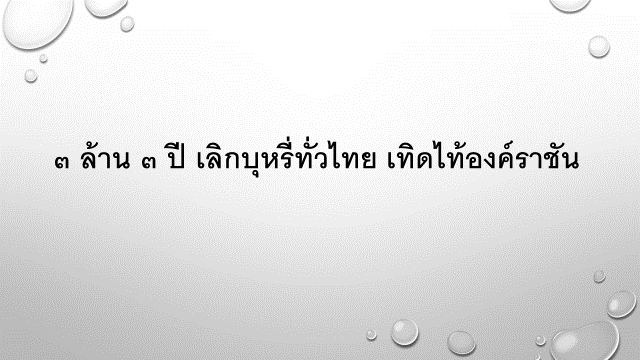 ๓ ล้าน ๓ ปี เลิกบุหรี่ทั่วไทย เทิดไท้องค์ราชัน